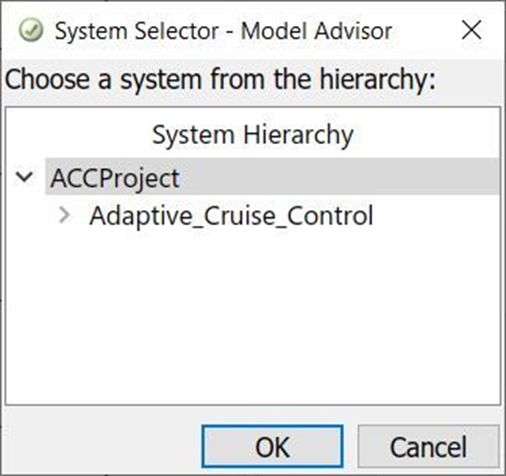 System Selector - Model Advisor
Choose a system from the hierarchy:
System Hierarchy
ACCProject
Adaptive_Cruise_Control
OK Cancel